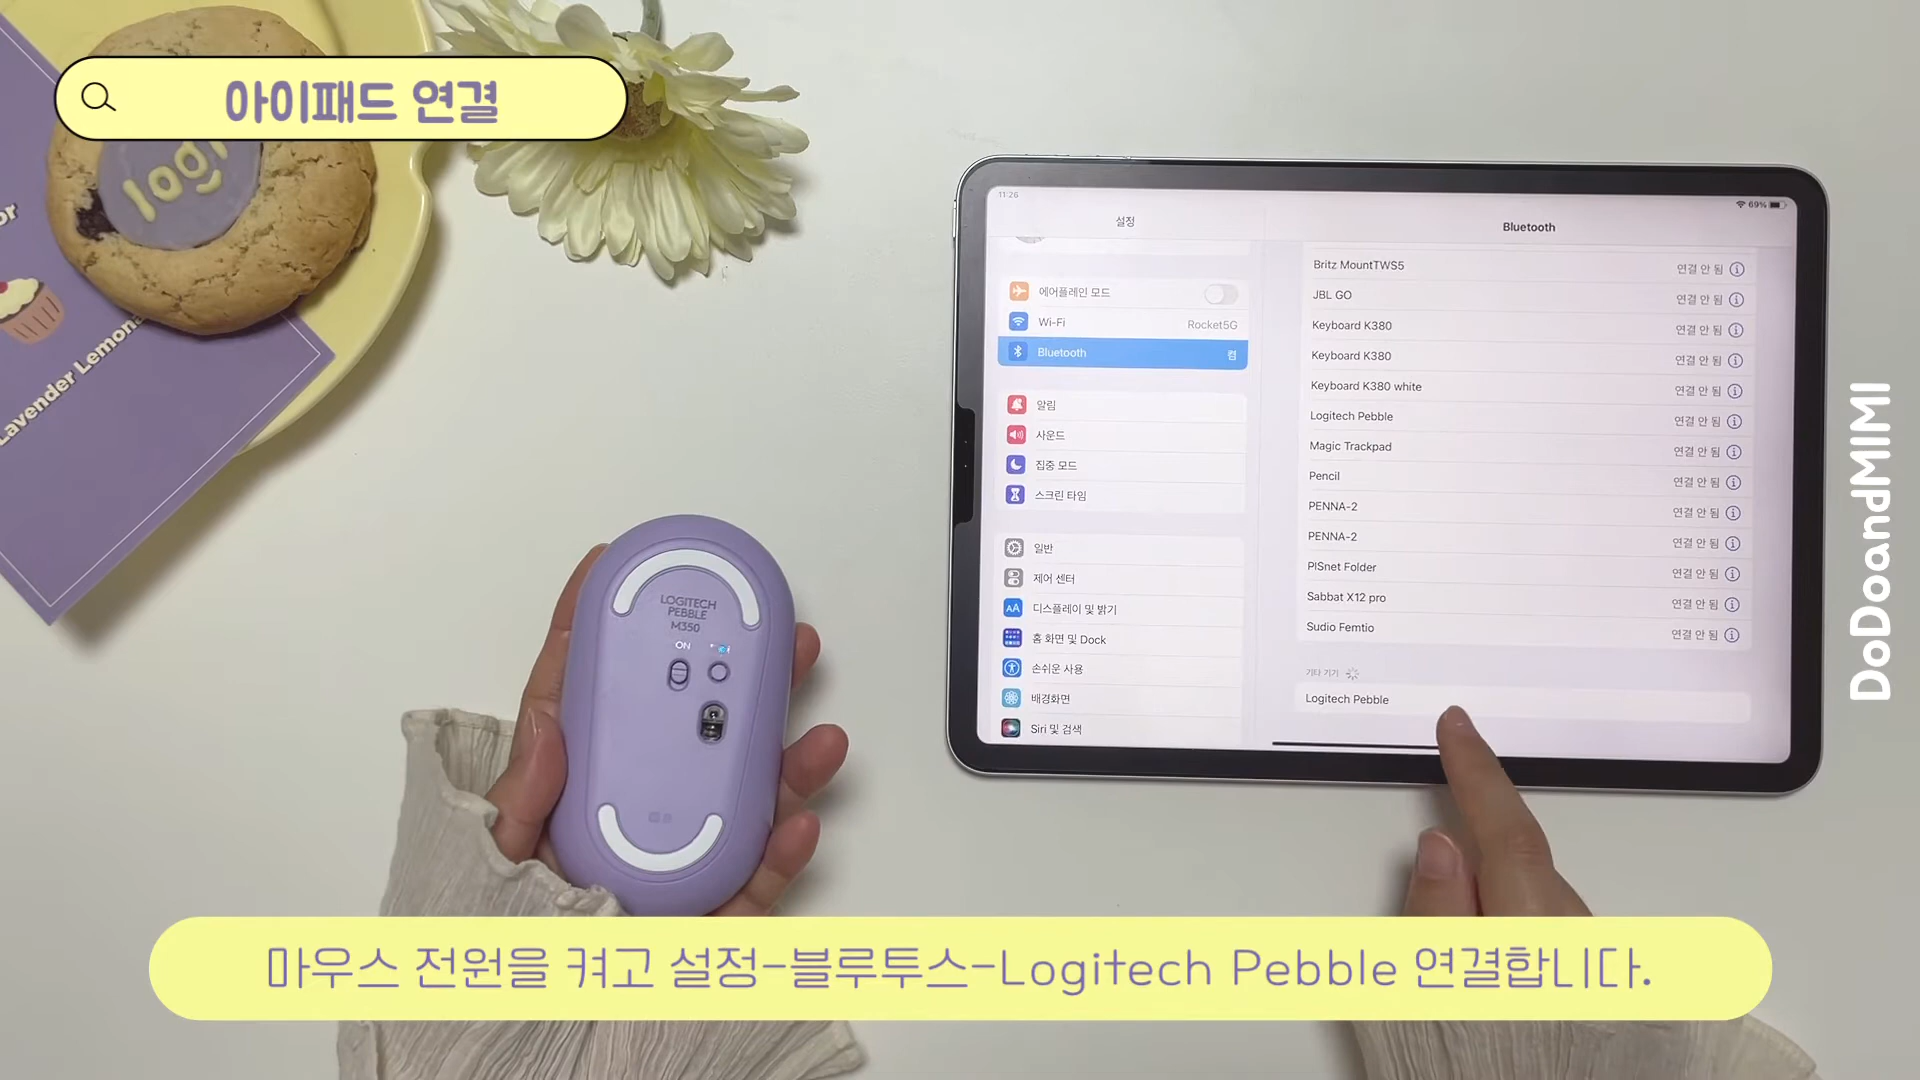 아이패드 연결
logi
or
Lavender Lemona
LOGITECH
PEBBLE
M350
ON
11:26
69%
설정
에어플레인 모드
Wi-Fi
Rocket5G
Bluetooth
켬
알림
사운드
집중 모드
스크린 타임
일반
제어 센터
디스플레이 및 밝기
홈 화면 및 Dock
손쉬운 사용
배경화면
Siri 및 검색
Bluetooth
Britz MountTWS5 연결 안 됨
JBL GO 연결 안 됨
Keyboard K380 연결 안 됨
Keyboard K380 연결 안 됨
Keyboard K380 white 연결 안 됨
Logitech Pebble 연결 안 됨
Magic Trackpad 연결 안 됨
Pencil 연결 안 됨
PENNA-2 연결 안 됨
PENNA-2 연결 안 됨
PISnet Folder 연결 안 됨
Sabbat X12 pro 연결 안 됨
Sudio Femtio 연결 안 됨
기타 기기
Logitech Pebble
DoDoandMIMI
마우스 전원을 켜고 설정-블루투스-Logitech Pebble 연결합니다.